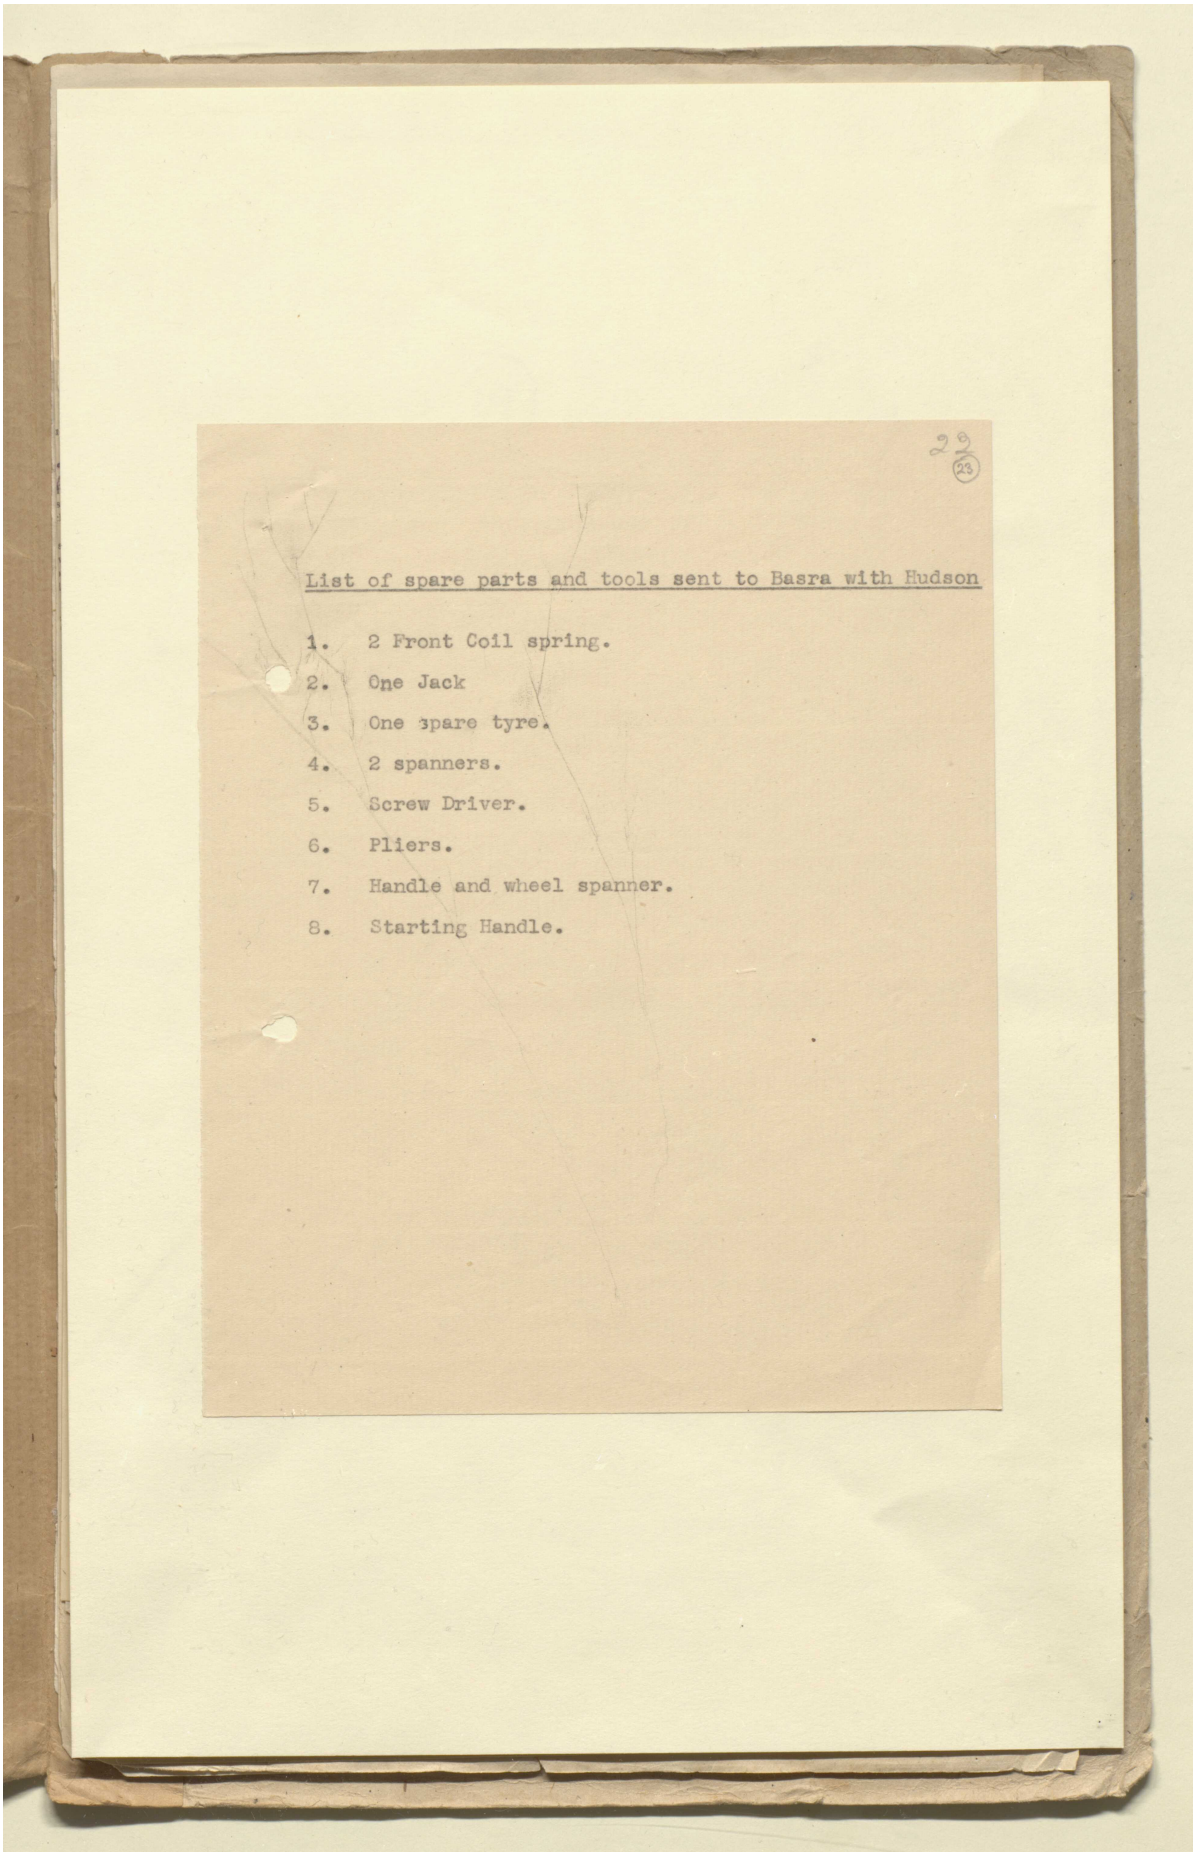 22
23
List of spare parts and tools sent to Basra with Hudson
1. 2 Front Coil spring.
2. One Jack
3. One spare tyre.
4. 2 spanners.
5. Screw Driver.
6. Pliers.
7. Handle and wheel spanner.
8. Starting Handle.